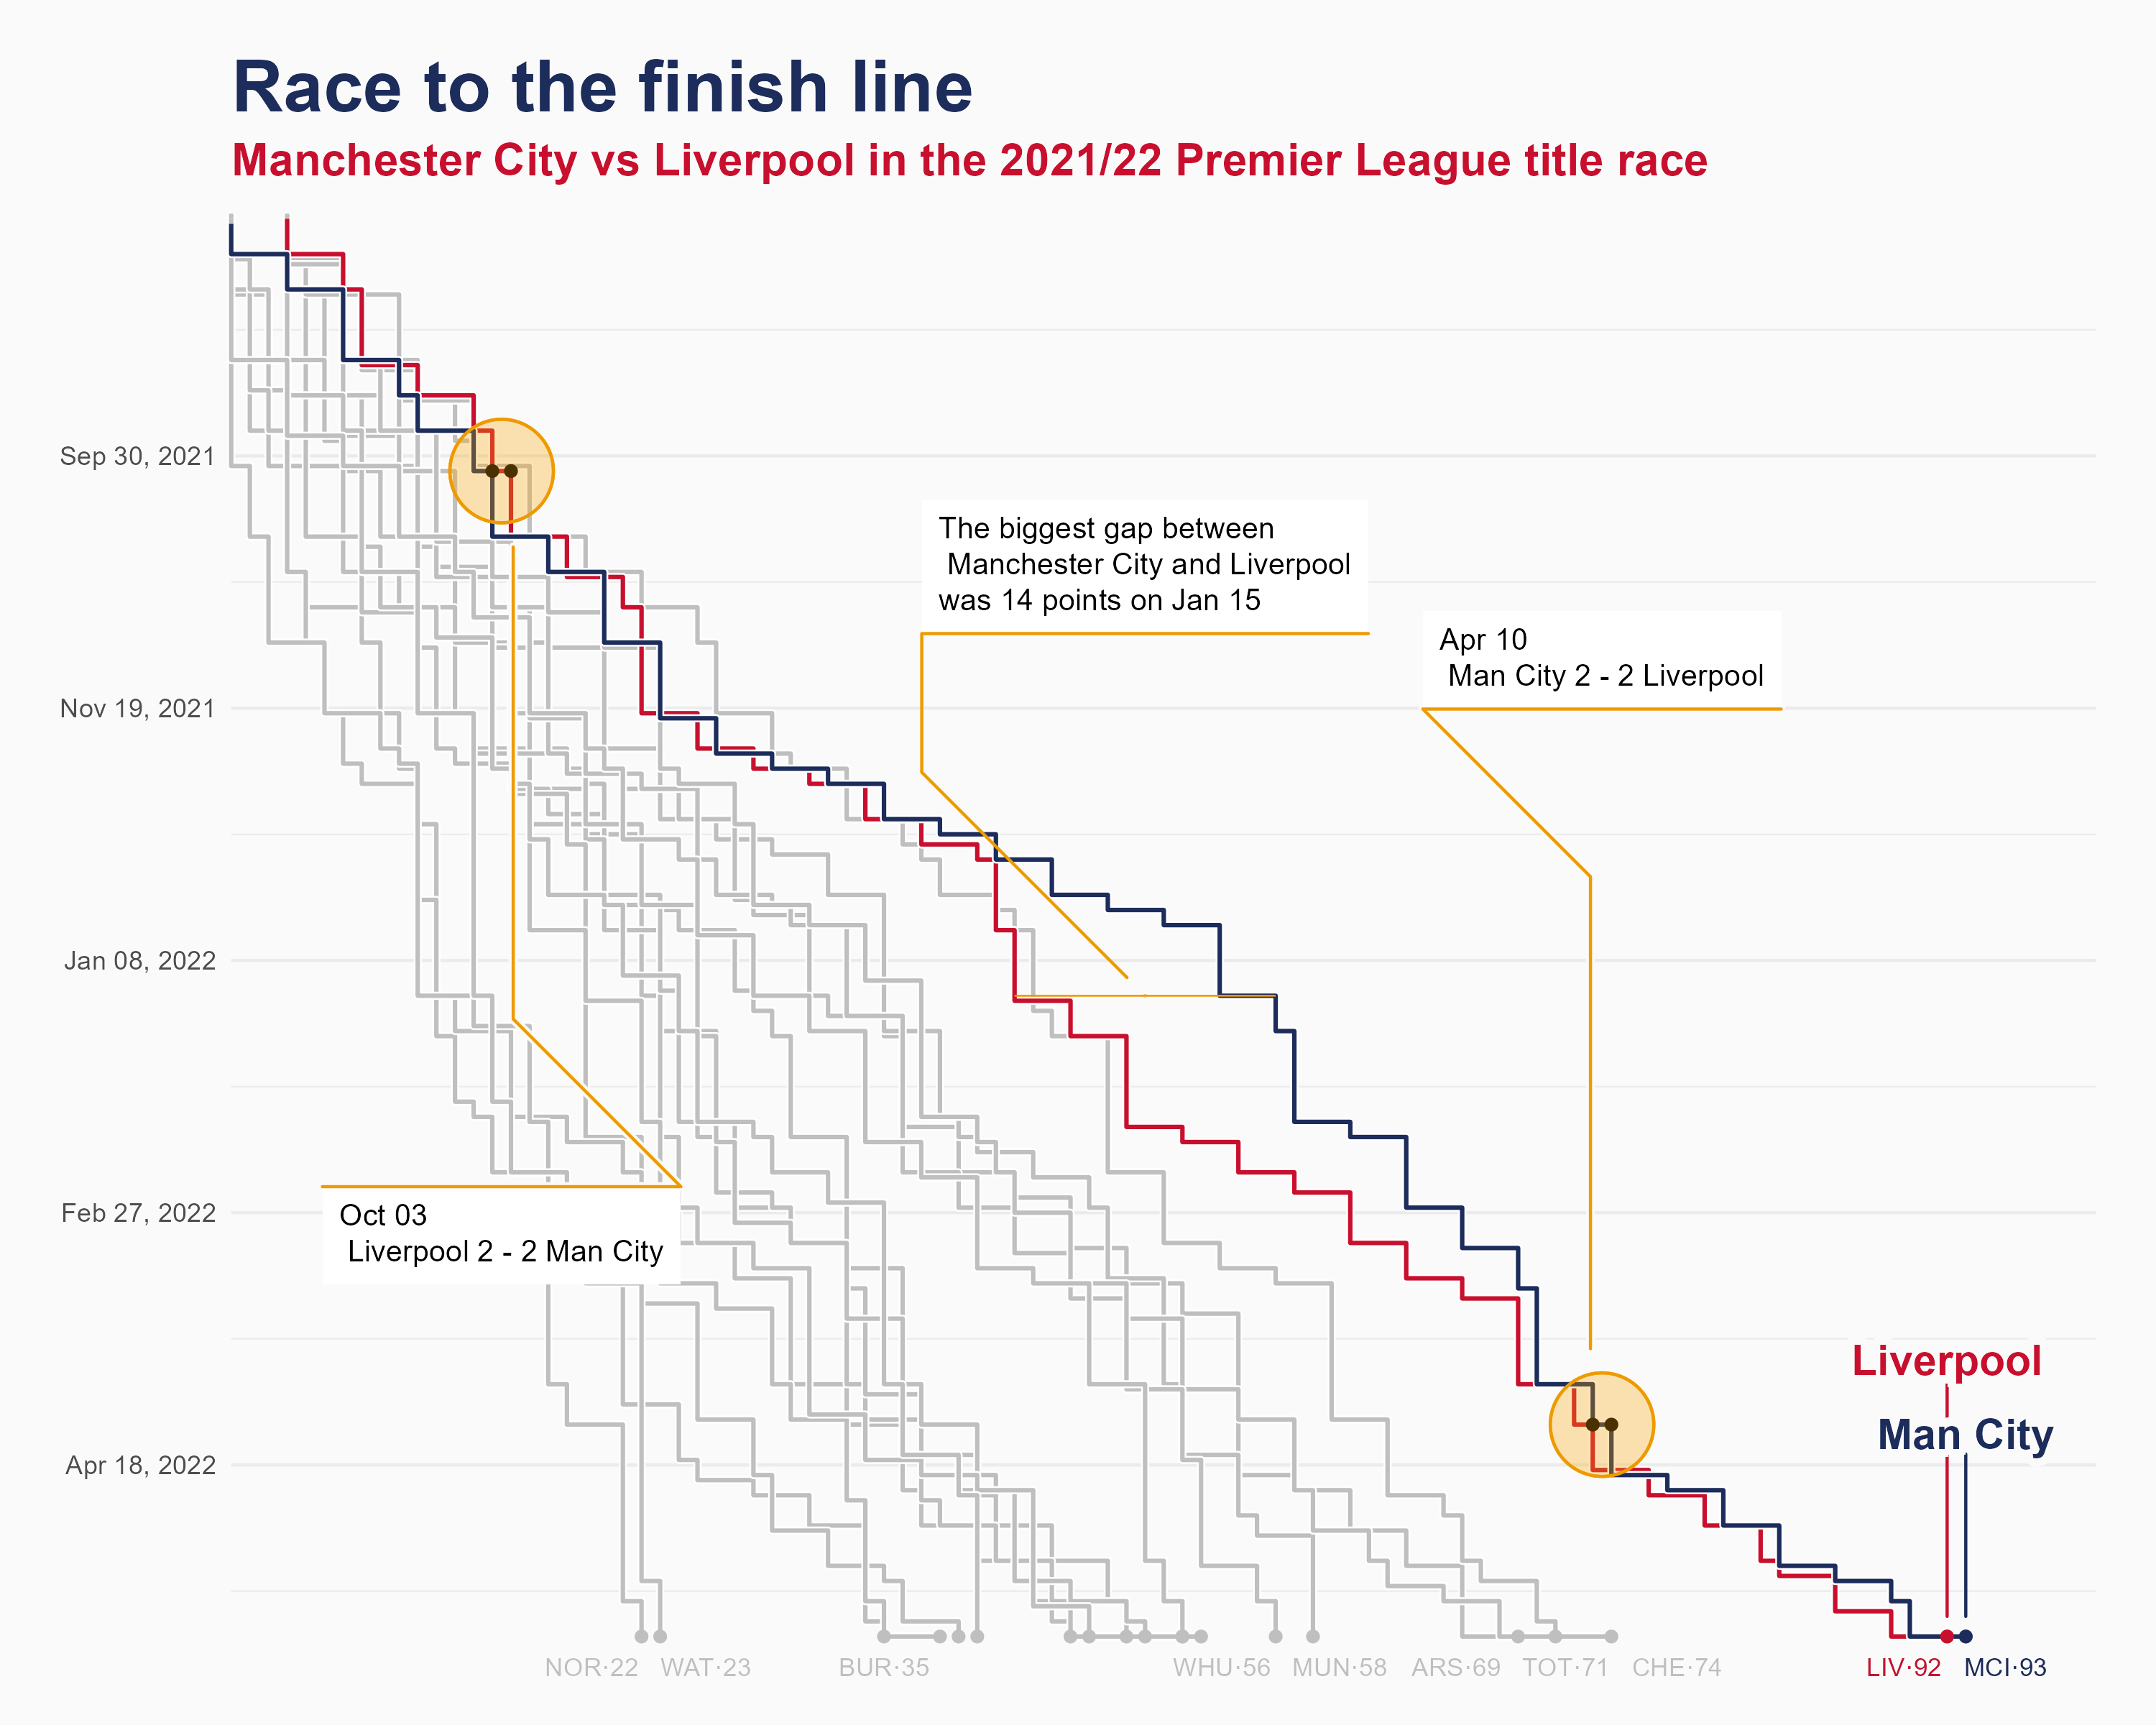 Race to the finish line
Manchester City vs Liverpool in the 2021/22 Premier League title race
Sep 30, 2021
The biggest gap between
Manchester City and Liverpool
was 14 points on Jan 15
Apr 10
Man City 2 - 2 Liverpool
Nov 19, 2021
Jan 08, 2022
Oct 03
Liverpool 2 - 2 Man City
Feb 27, 2022
Liverpool
Man City
Apr 18, 2022
NOR·22 WAT·23 BUR·35 WHU·56 MUN·58 ARS·69 TOT·71 CHE·74 LIV·92 MCI·93